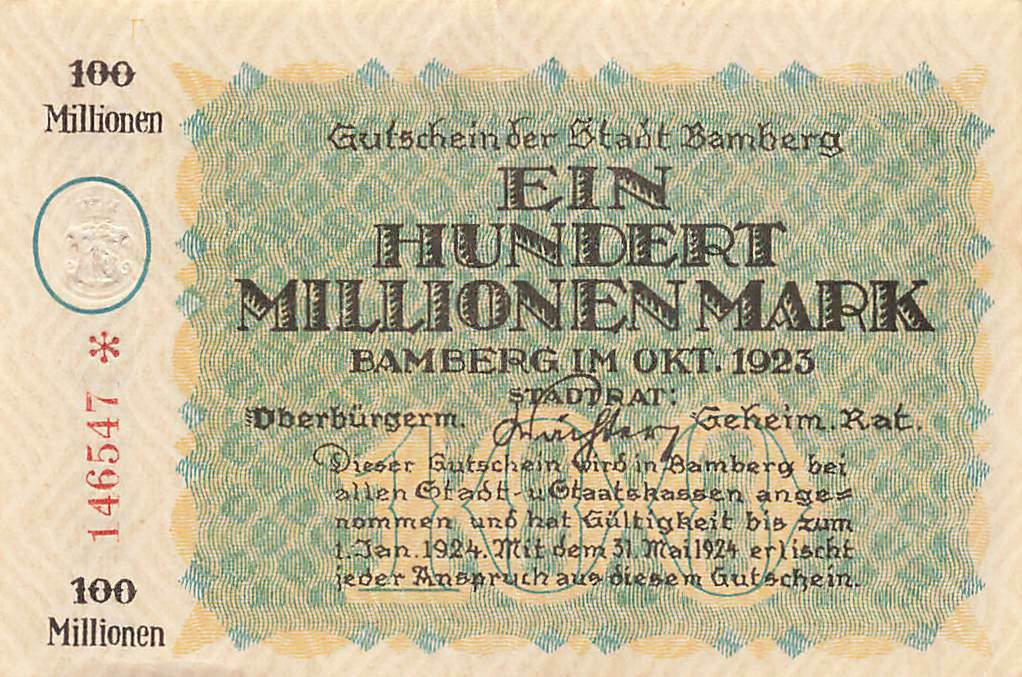 100
Millionen
Gutschein der Stadt Bamberg
EIN
HUNDERT
MILLIONEN MARK
BAMBERG IM OKT. 1923
STADTRAT:
Oberbürgerm. Wächter, Geheim. Rat.
Dieser Gutschein wird in Bamberg bei
allen Stadt- u Staatskassen ange=
nommen und hat Gültigkeit bis zum
1. Jan. 1924. Mit dem 31. Mai 1924 erlischt
jeder Anspruch aus diesem Gutschein.
100
146547 *
100
Millionen